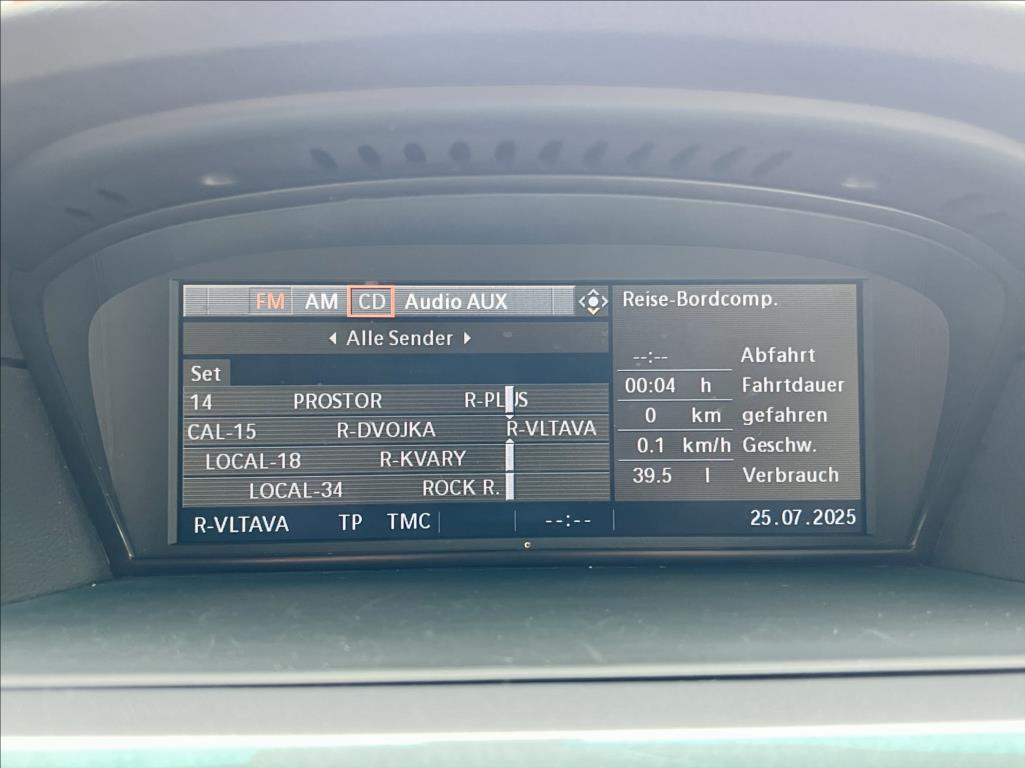 FM AM CD Audio AUX
Alle Sender
Set
14 PROSTOR R-PLUS
CAL-15 R-DVOJKA R-VLTAVA
LOCAL-18 R-KVARY
LOCAL-34 ROCK R.
R-VLTAVA TP TMC --:--
Reise-Bordcomp.
--:-- Abfahrt
00:04 h Fahrtdauer
0 km gefahren
0.1 km/h Geschw.
39.5 l Verbrauch
25.07.2025